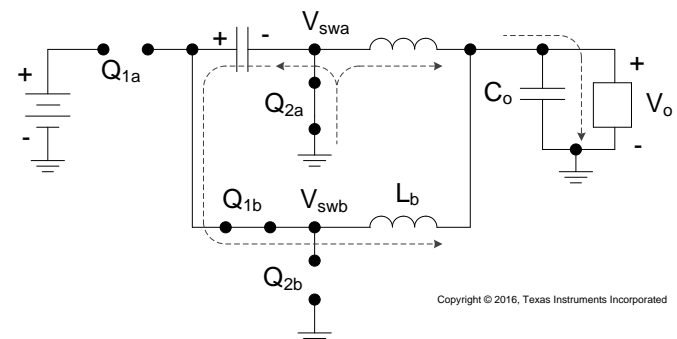 + - Vswa
+ Q1a
-
Q2a
Co
+
Vo
-
Q1b Vswb Lb
Q2b
Copyright © 2016, Texas Instruments Incorporated